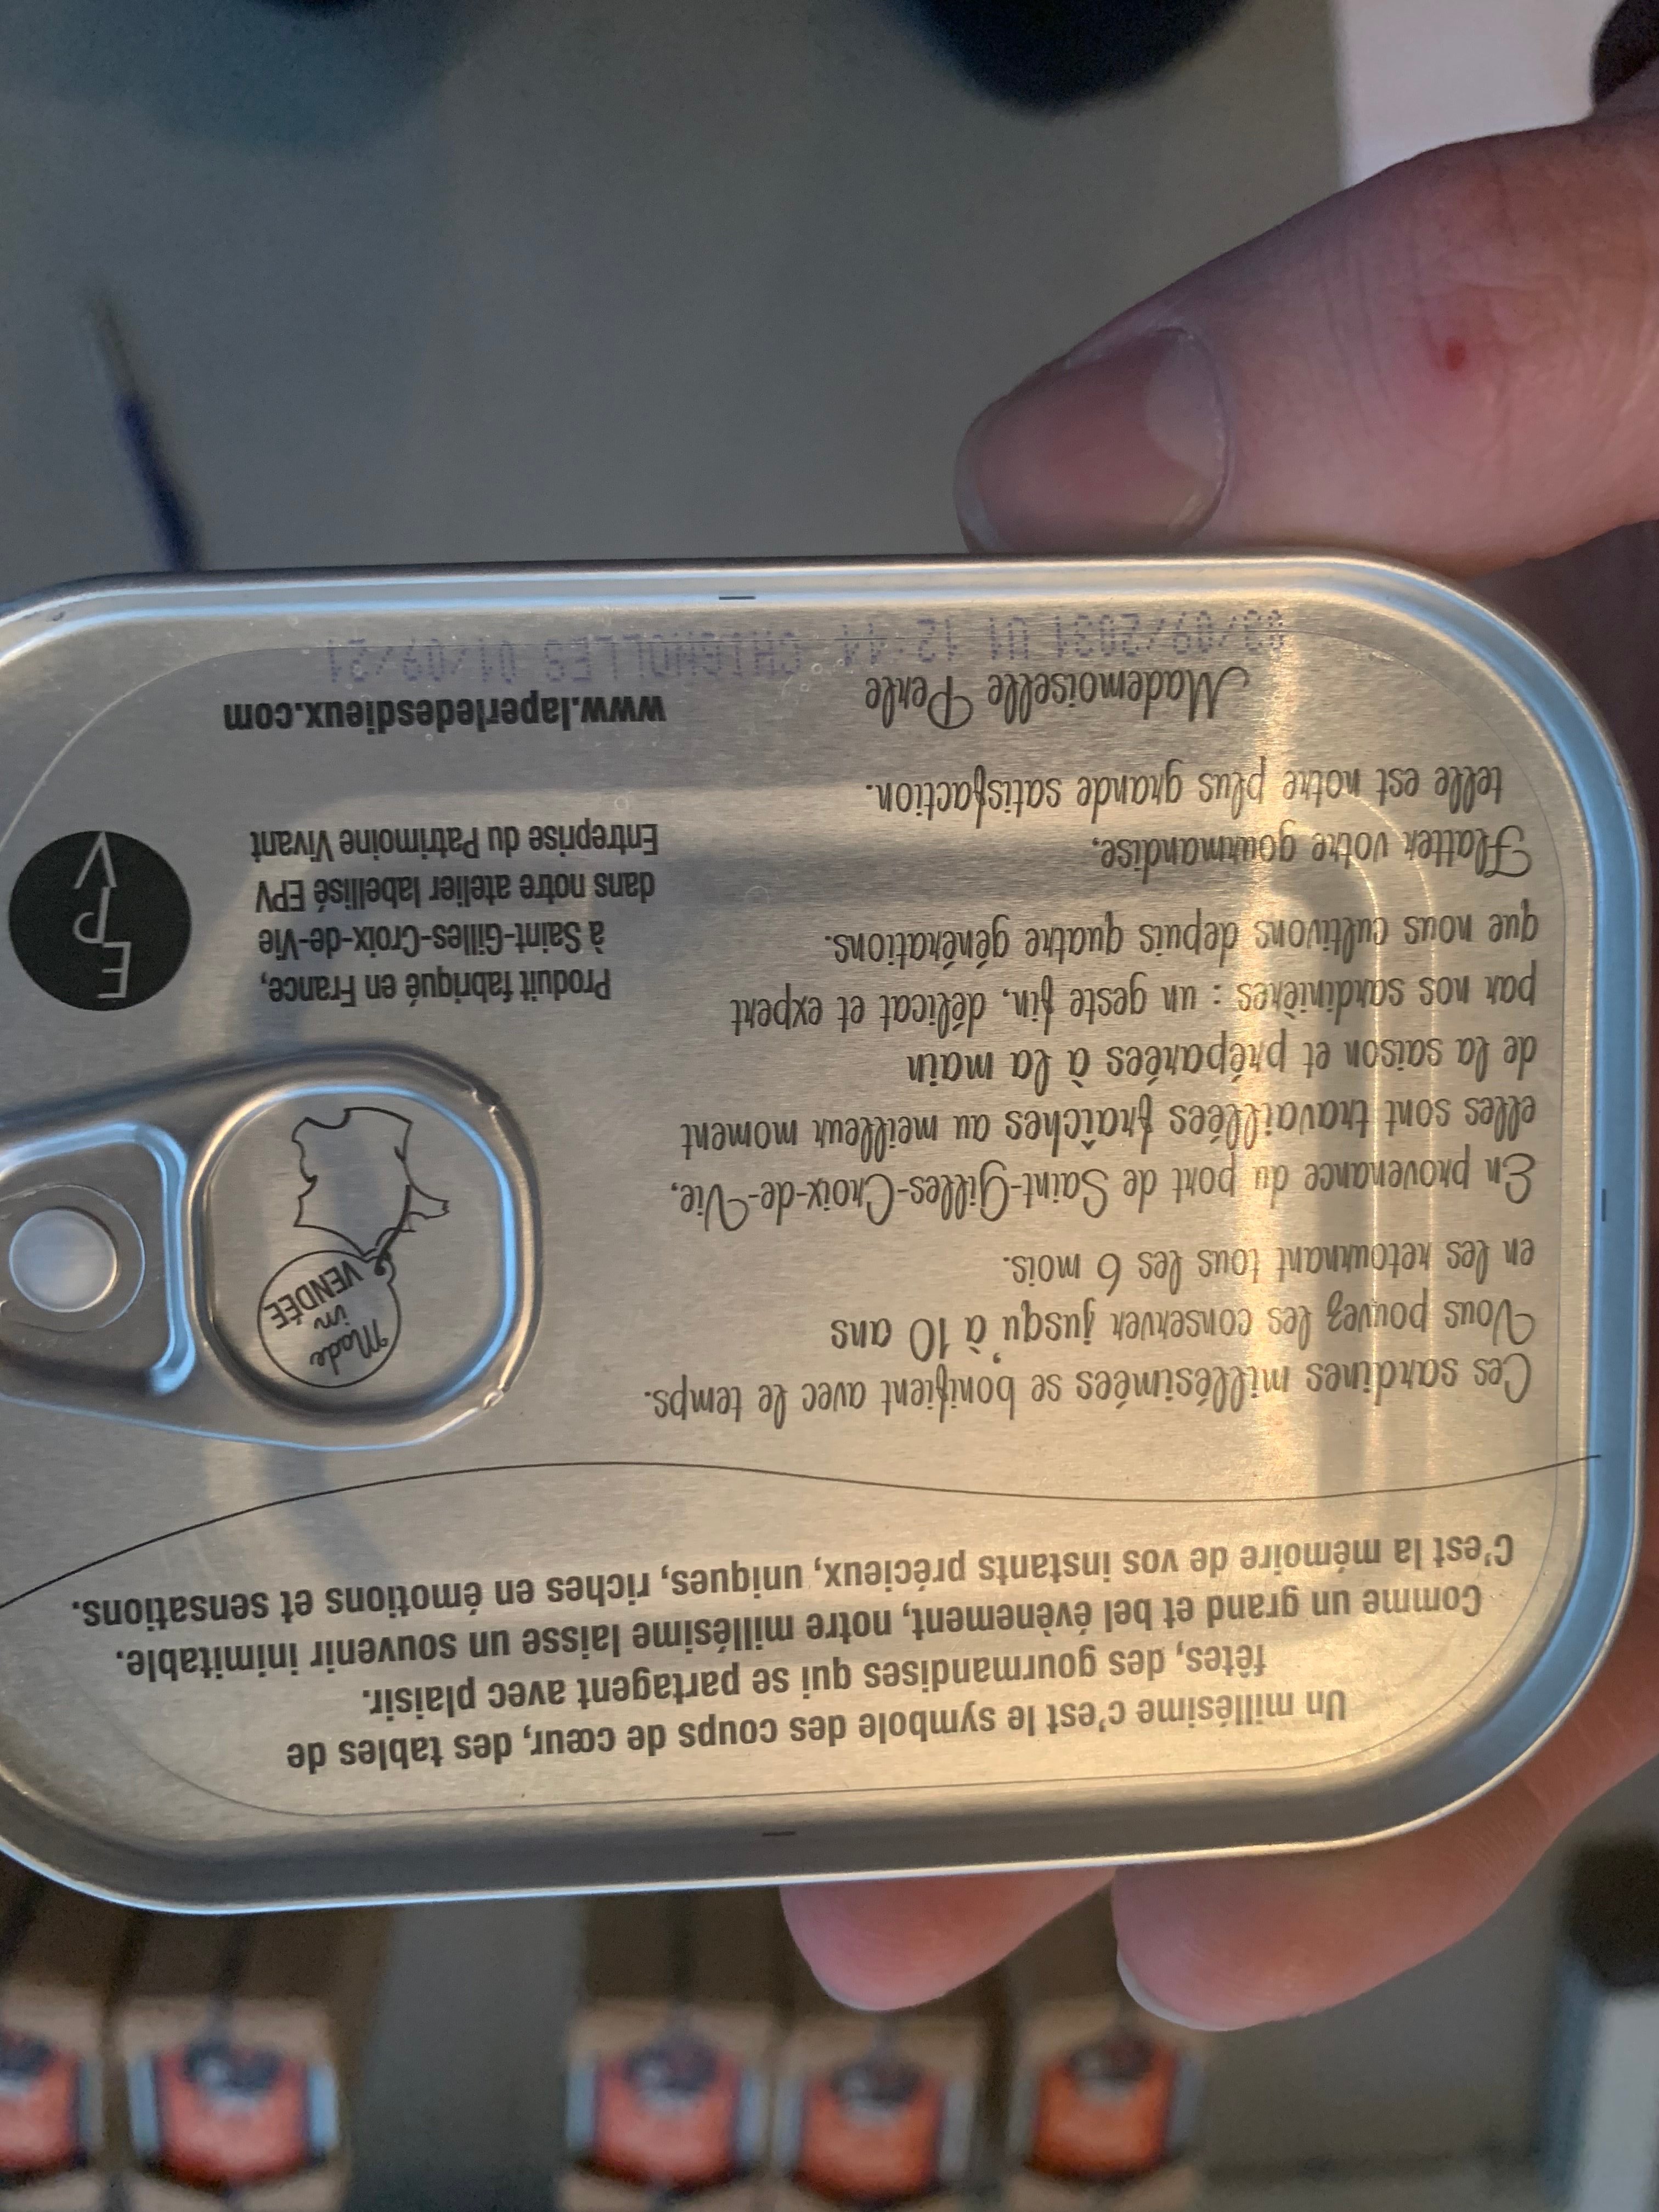 Un millésime c'est le symbole des coups de cœur, des tables de
fêtes, des gourmandises qui se partagent avec plaisir.
Comme un grand et bel évènement, notre millésime laisse un souvenir inimitable.
C'est la mémoire de vos instants précieux, uniques, riches en émotions et sensations.
Ces sardines millésimées se bonifient avec le temps.
Vous pouvez les conserver jusqu'à 10 ans
en les retournant tous les 6 mois.
En provenance du port de Saint-Gilles-Croix-de-Vie,
elles sont travaillées fraîches au meilleur moment
de la saison et préparées à la main
par nos sardinières : un geste fin, délicat et expert
que nous cultivons depuis quatre générations.
Flatter votre gourmandise,
telle est notre plus grande satisfaction.
Mademoiselle Perle
Made
in
VENDÉE
Produit fabriqué en France,
à Saint-Gilles-Croix-de-Vie
dans notre atelier labellisé EPV
Entreprise du Patrimoine Vivant
E
P
V
www.laperledesdieux.com